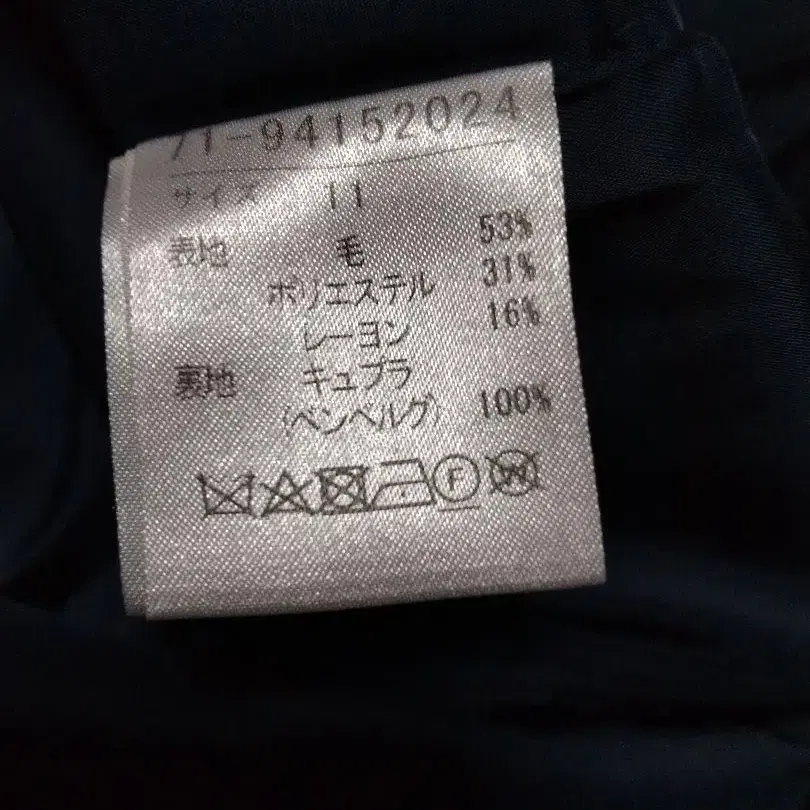 71-94152024
サイズ 11
表地 毛 53%
ポリエステル 31%
レーヨン 16%
裏地 キュプラ
(ベンベルグ) 100%
F W